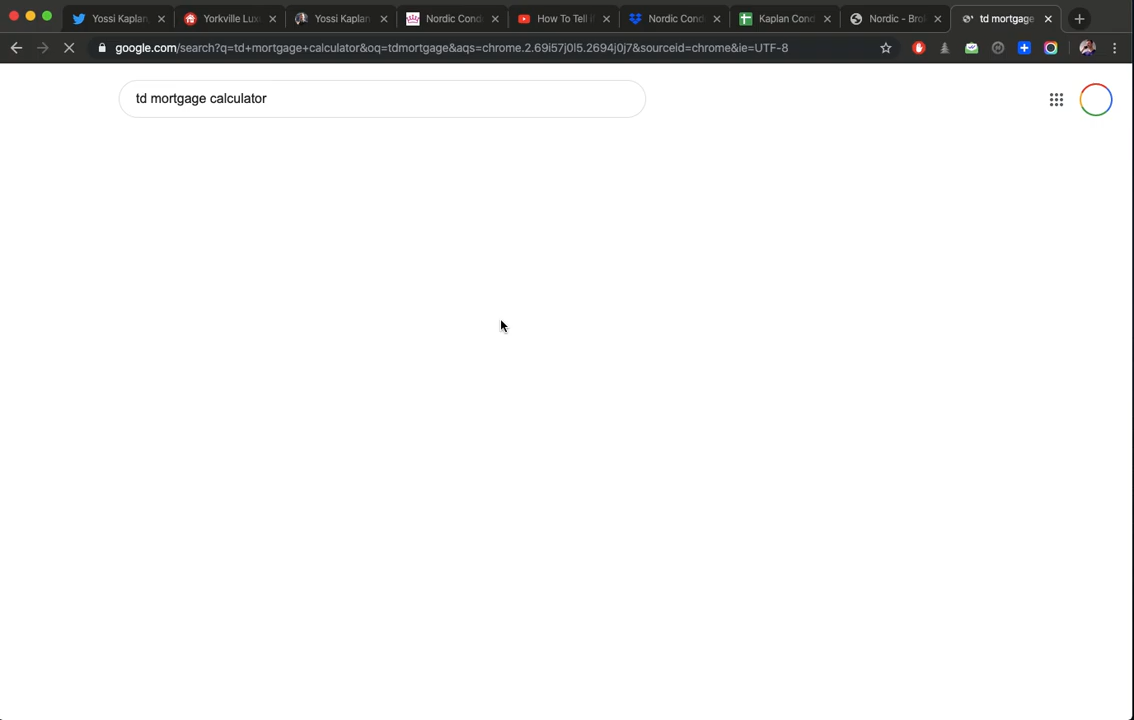 Yossi Kaplan,
Yorkville Lux
Yossi Kaplan
Nordic Cond
How To Tell i
Nordic Cond
Kaplan Cond
Nordic - Bro
td mortgage
google.com/search?q=td+mortgage+calculator&oq=tdmortgage&aqs=chrome.2.69i57j0l5.2694j0j7&sourceid=chrome&ie=UTF-8
td mortgage calculator